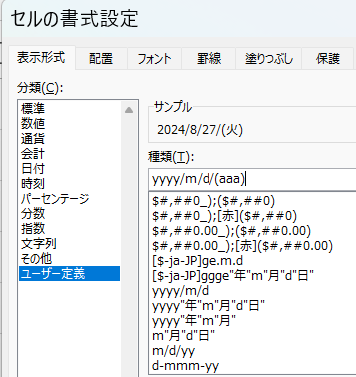 セルの書式設定
表示形式 配置 フォント 罫線 塗りつぶし 保護
分類(C):
標準
数値
通貨
会計
日付
時刻
パーセンテージ
分数
指数
文字列
その他
ユーザー定義
サンプル
2024/8/27/(火)
種類(T):
yyyy/m/d/(aaa)
$#,##0_);($#,##0)
$#,##0_);[赤]($#,##0)
$#,##0.00_);($#,##0.00)
$#,##0.00_);[赤]($#,##0.00)
[$-ja-JP]ge.m.d
[$-ja-JP]ggge"年"m"月"d"日"
yyyy/m/d
yyyy"年"m"月"d"日"
yyyy"年"m"月"
m"月"d"日"
m/d/yy
d-mmm-yy